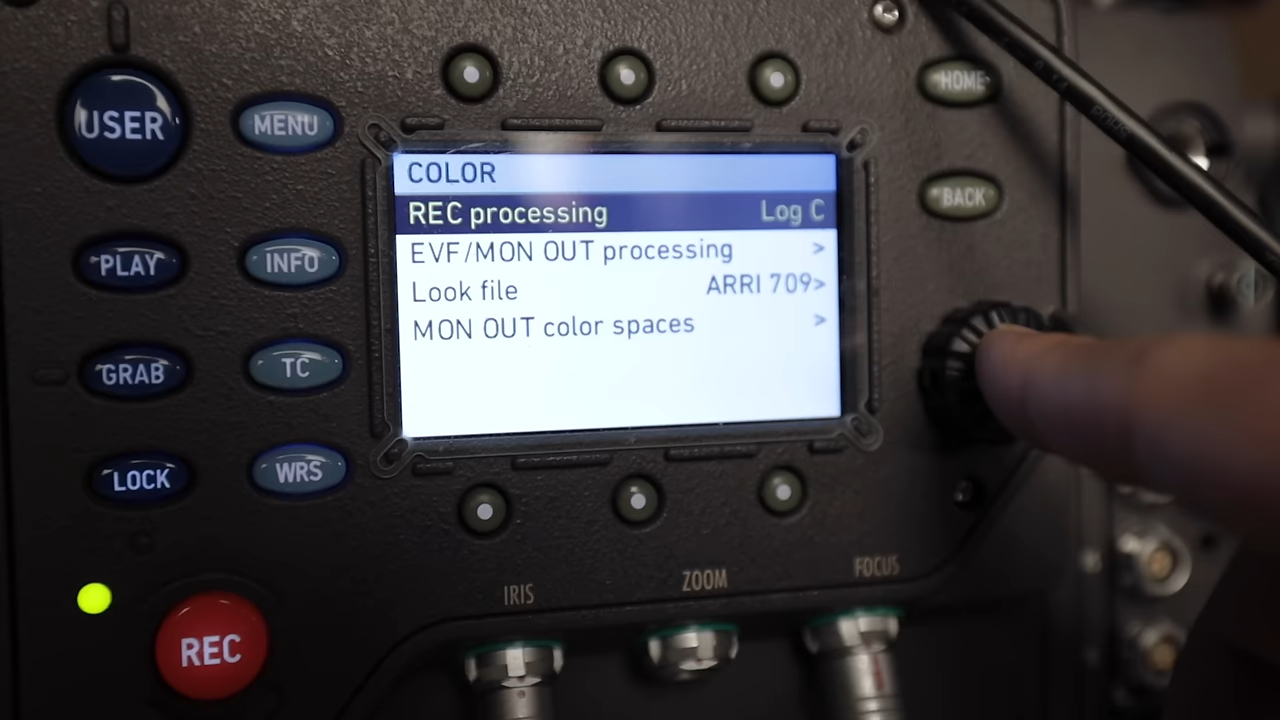 USER
MENU
HOME
BACK
PLAY
INFO
GRAB
TC
LOCK
WRS
REC
COLOR
REC processing Log C
EVF/MON OUT processing >
Look file ARRI 709>
MON OUT color spaces >
IRIS
ZOOM
FOCUS